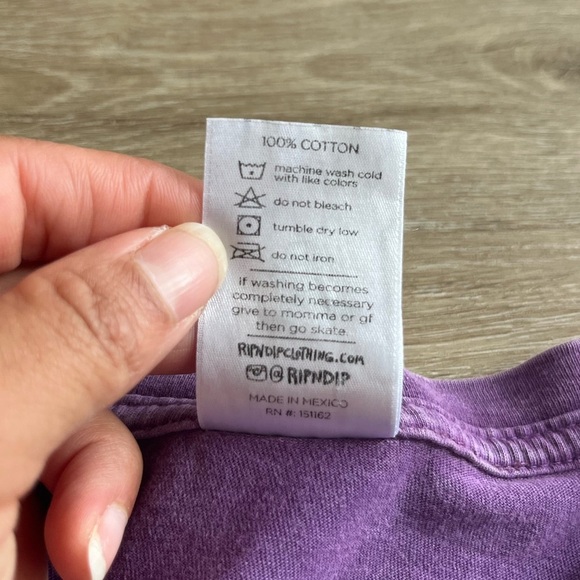 100% COTTON
machine wash cold
with like colors
do not bleach
tumble dry low
do not iron
if washing becomes
completely necessary
give to momma or gf
then go skate.
RIPNDIPCLOTHING.COM
@RIPNDIP
MADE IN MEXICO
RN #: 151162